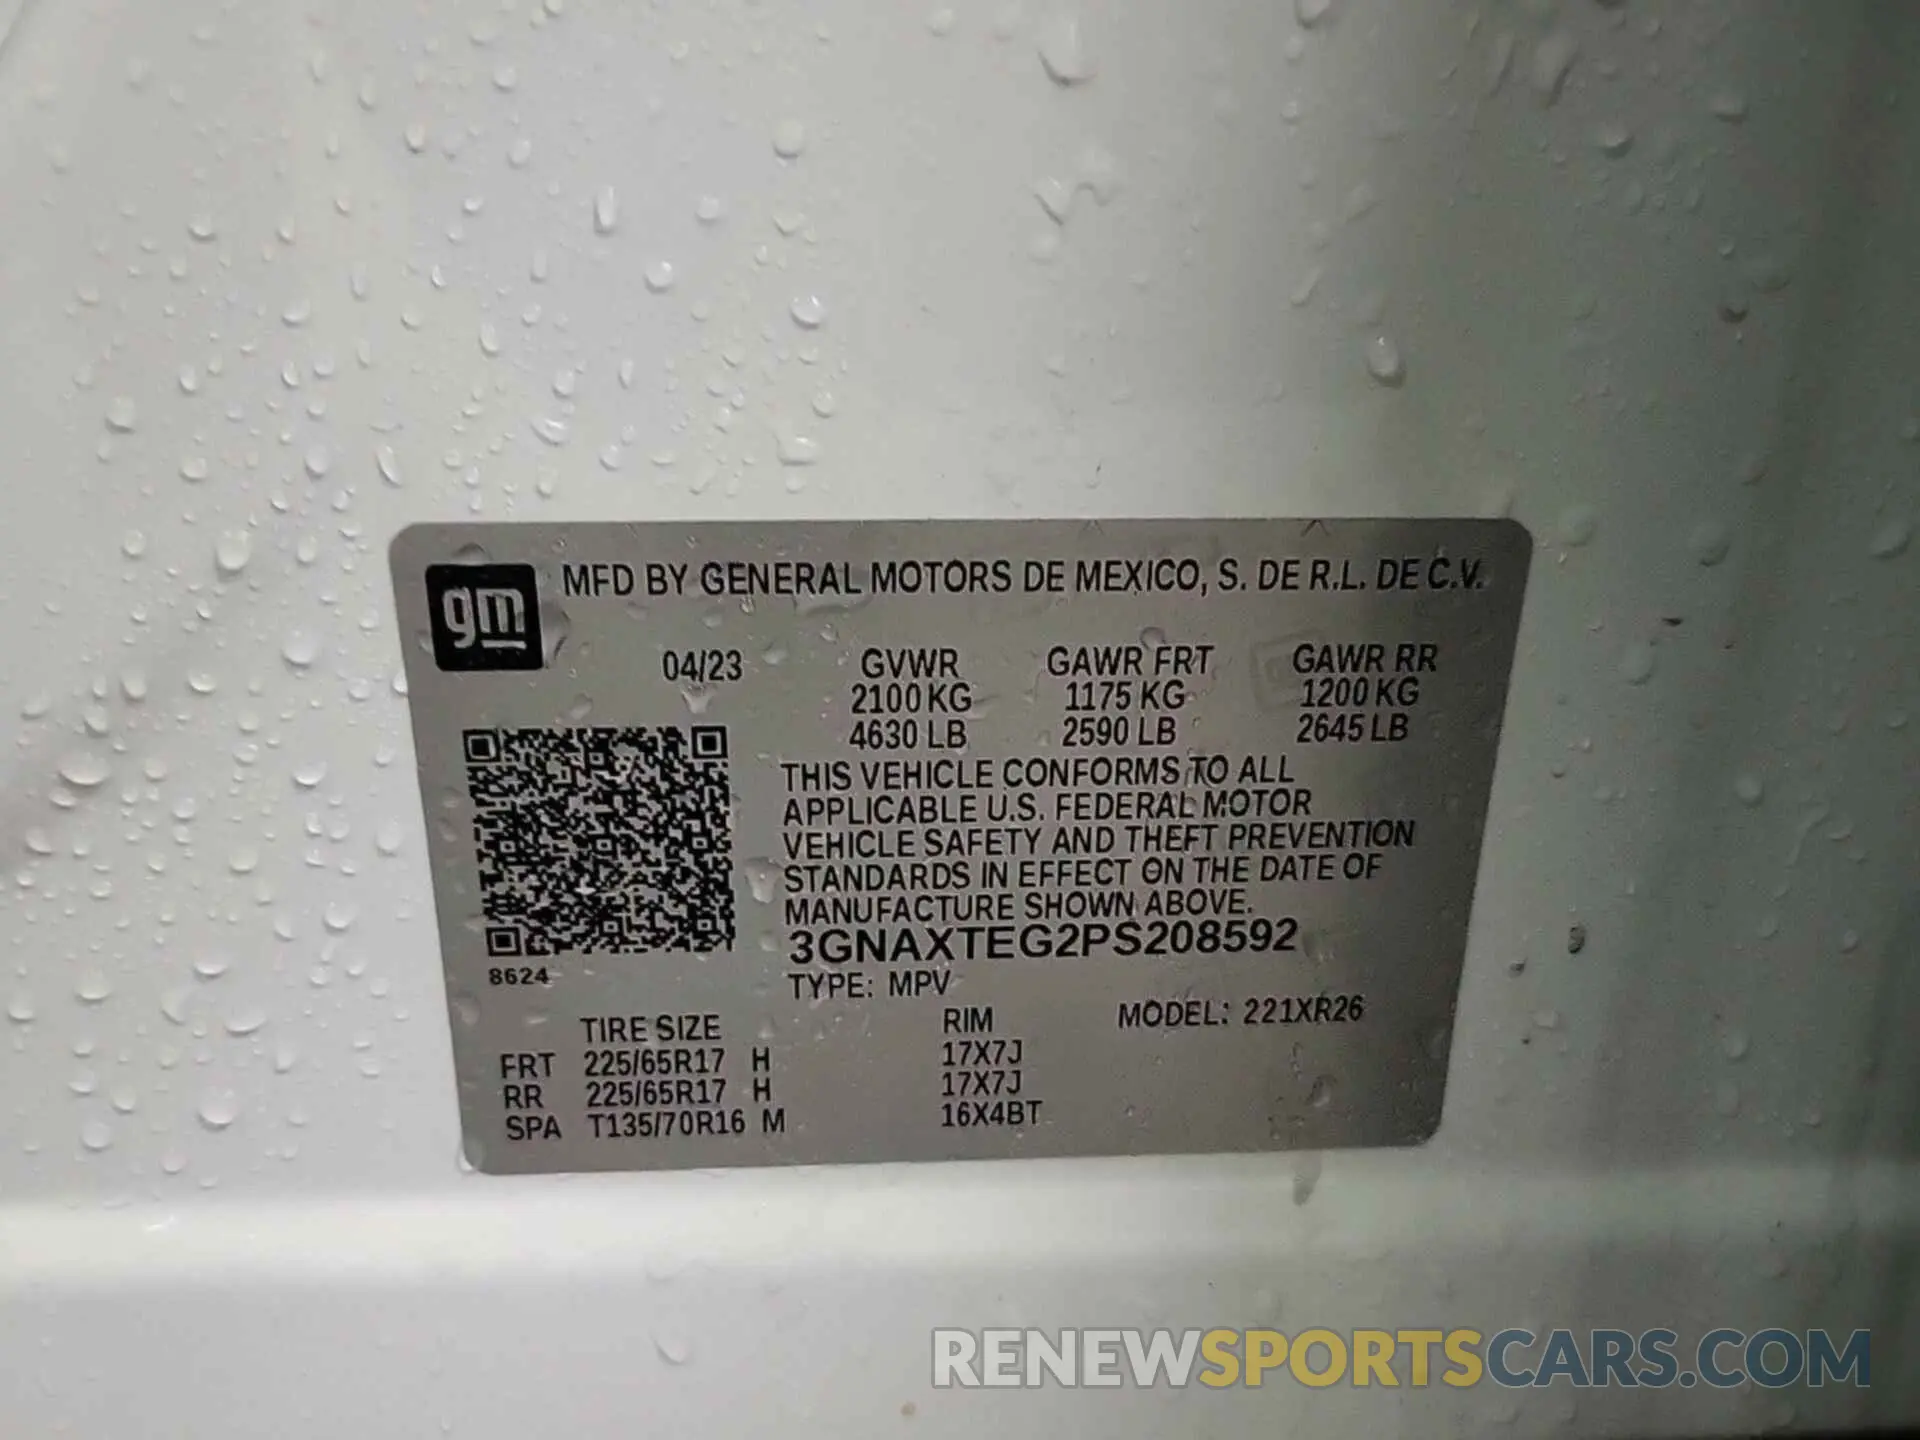 gm
MFD BY GENERAL MOTORS DE MEXICO, S. DE R.L. DE C.V.
04/23 GVWR GAWR FRT GAWR RR
2100 KG 1175 KG 1200 KG
4630 LB 2590 LB 2645 LB
THIS VEHICLE CONFORMS TO ALL
APPLICABLE U.S. FEDERAL MOTOR
VEHICLE SAFETY AND THEFT PREVENTION
STANDARDS IN EFFECT ON THE DATE OF
MANUFACTURE SHOWN ABOVE.
3GNAXTEG2PS208592
8624 TYPE: MPV
TIRE SIZE RIM MODEL: 221XR26
FRT 225/65R17 H 17X7J
RR 225/65R17 H 17X7J
SPA T135/70R16 M 16X4BT
RENEWSPORTSCARS.COM